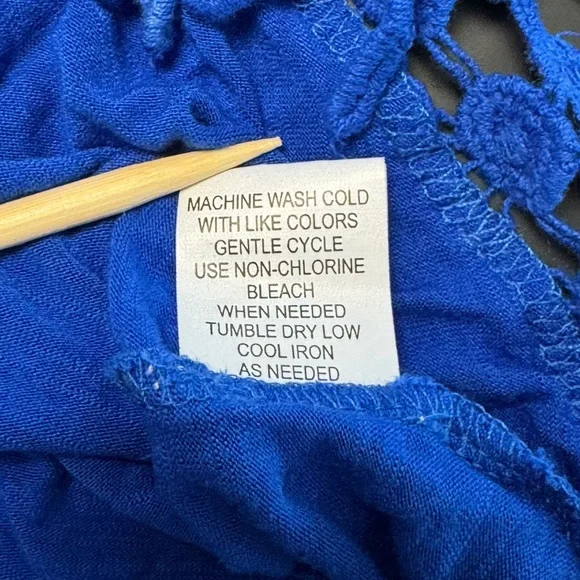 MACHINE WASH COLD
WITH LIKE COLORS
GENTLE CYCLE
USE NON-CHLORINE
BLEACH
WHEN NEEDED
TUMBLE DRY LOW
COOL IRON
AS NEEDED